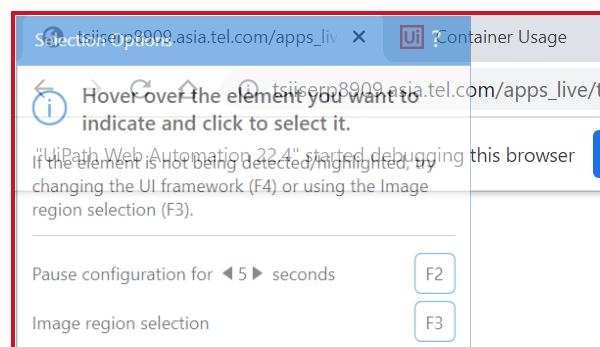 Selection Options
tsiiserp8909.asia.tel.com/apps_liv
Ui Container Usage
tsiiserp8909.asia.tel.com/apps_live/t
Hover over the element you want to
indicate and click to select it.
"UiPath Web Automation 22.4" started debugging this browser
If the element is not being detected/highlighted, try
changing the UI framework (F4) or using the Image
region selection (F3).
Pause configuration for 5 seconds F2
Image region selection F3